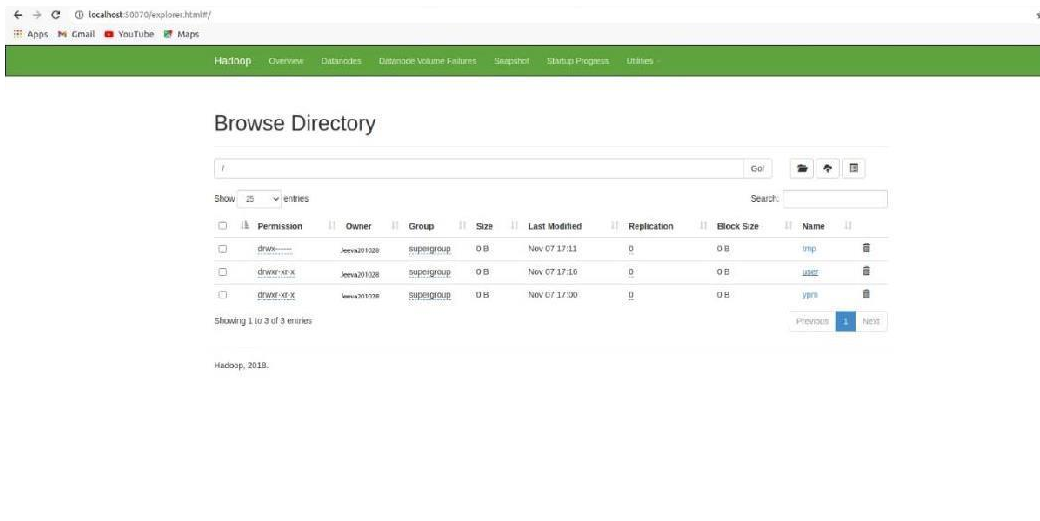 localhost:50070/explorer.html#/
Apps Gmail YouTube Maps
Hadoop Overview Datanodes Datanode Volume Failures Snapshot Startup Progress Utilities
Browse Directory
/ Go!
Show 25 entries Search:
Permission Owner Group Size Last Modified Replication Block Size Name
drwx------ Jeeva201028 supergroup 0 B Nov 07 17:11 0 0 B tmp
drwxr-xr-x Jeeva201028 supergroup 0 B Nov 07 17:16 0 0 B user
drwxr-xr-x Jeeva201028 supergroup 0 B Nov 07 17:00 0 0 B
Showing 1 to 3 of 3 entries Previous 1 Next
Hadoop, 2018.